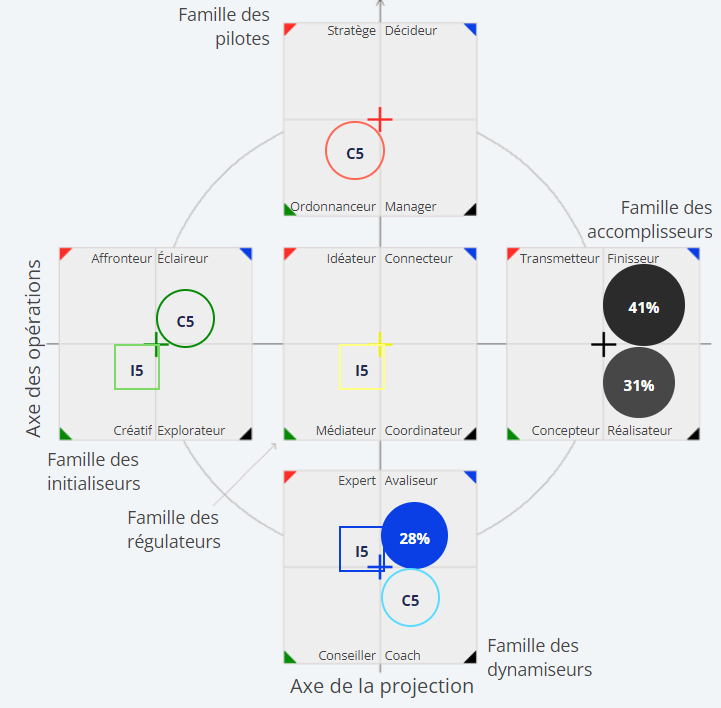 Famille des
pilotes
Stratège Décideur
C5
Ordonnanceur Manager
Famille des
accomplisseurs
Axe des opérations
Affronteur Éclaireur
C5
I5
Créatif Explorateur
Idéateur Connecteur
I5
Médiateur Coordinateur
Transmetteur Finisseur
41%
31%
Concepteur Réalisateur
Famille des
initialiseurs
Famille des
régulateurs
Expert Avaliseur
I5
28%
C5
Conseiller Coach
Famille des
dynamiseurs
Axe de la projection